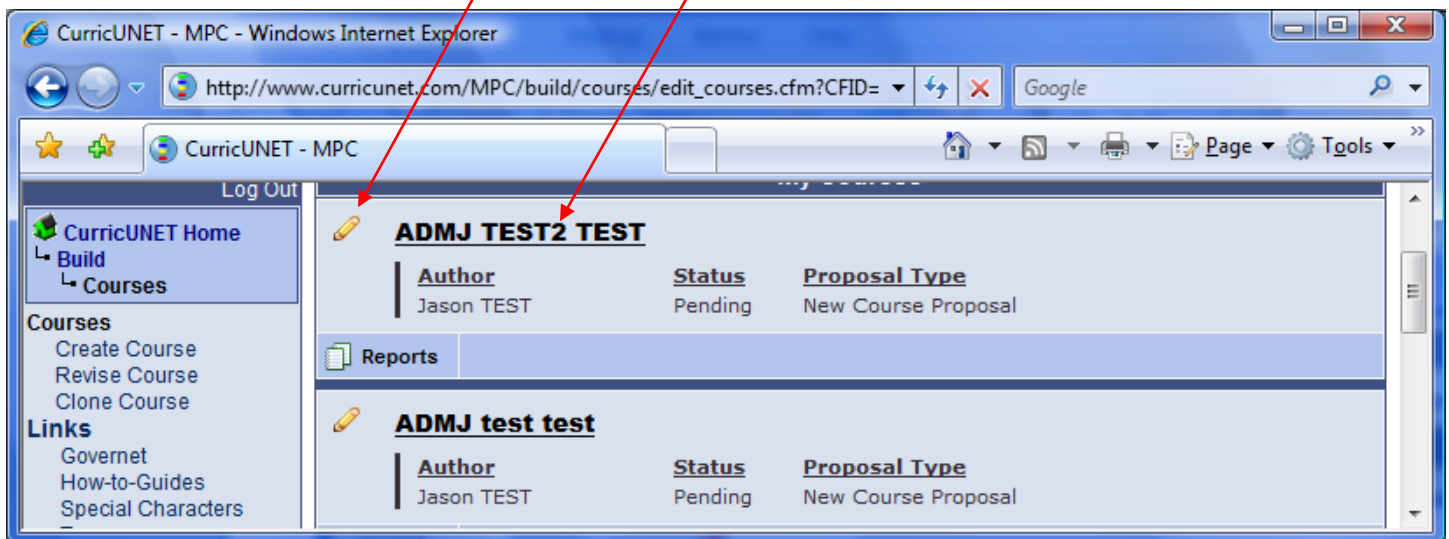 CurricUNET - MPC - Windows Internet Explorer
http://www.curricunet.com/MPC/build/courses/edit_courses.cfm?CFID=
Google
CurricUNET - MPC
Page
Tools
Log Out
CurricUNET Home
Build
Courses
Courses
Create Course
Revise Course
Clone Course
Links
Governet
How-to-Guides
Special Characters
My Courses
ADMJ TEST2 TEST
Author Status Proposal Type
Jason TEST Pending New Course Proposal
Reports
ADMJ test test
Author Status Proposal Type
Jason TEST Pending New Course Proposal